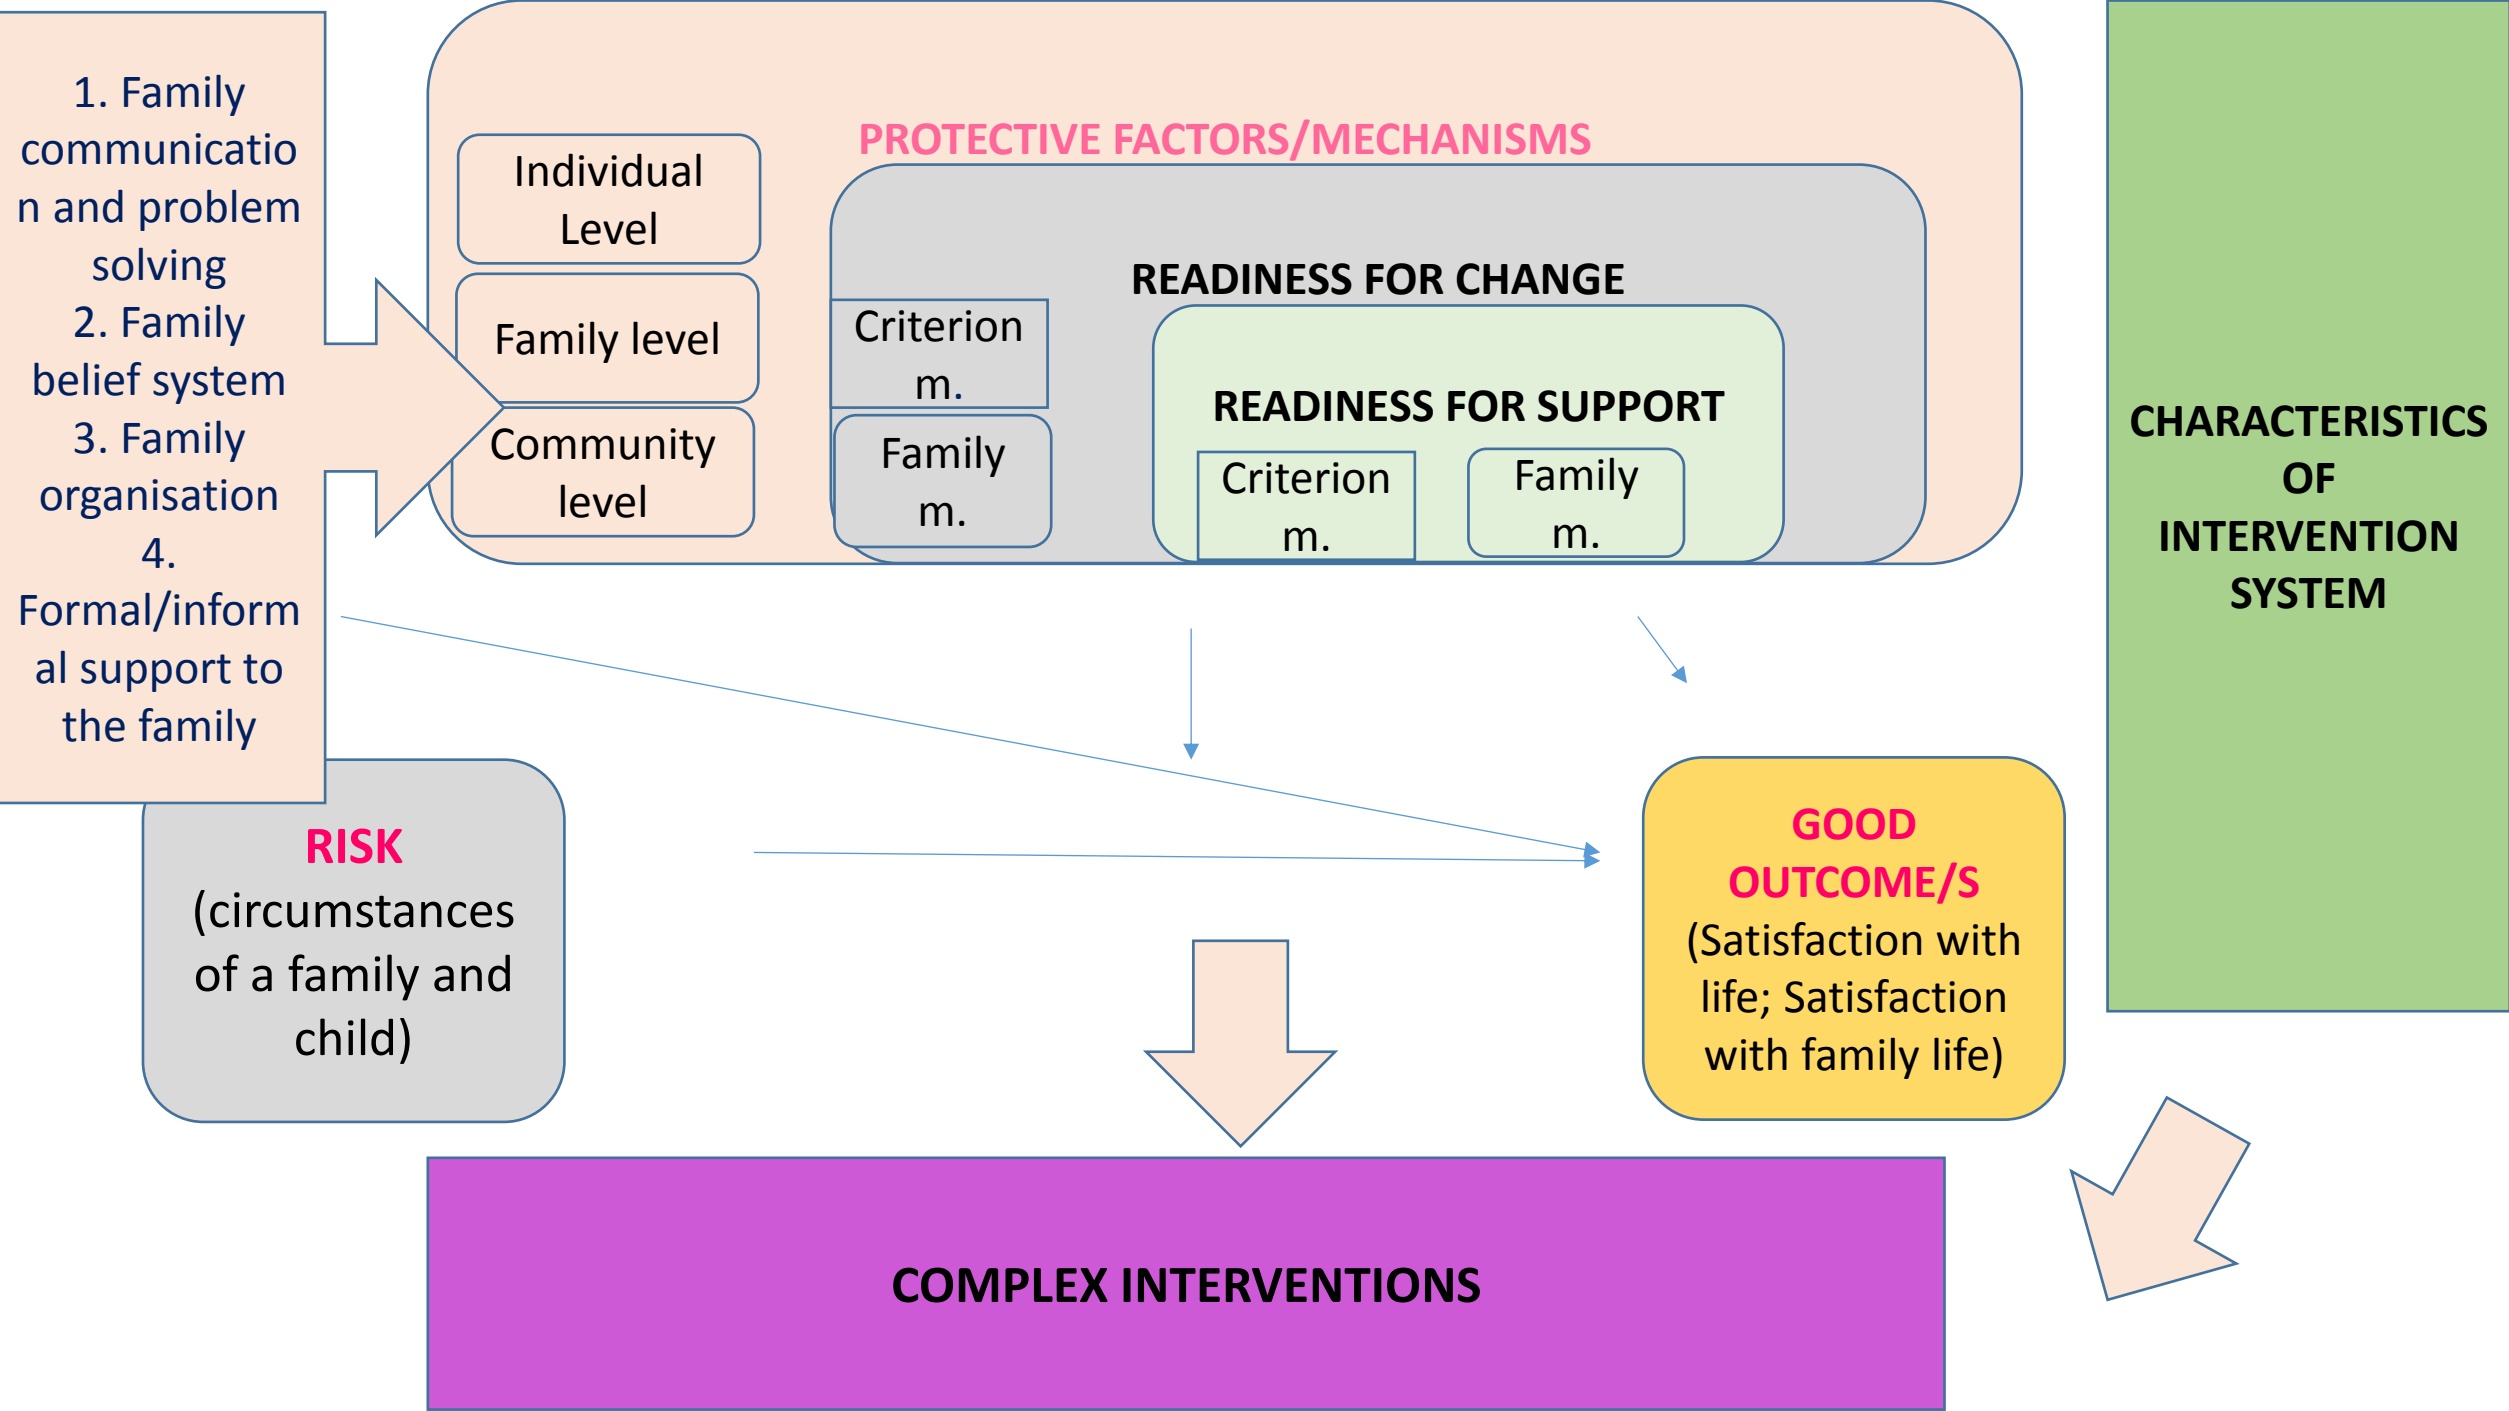 1. Family
communicatio
n and problem
solving
2. Family
belief system
3. Family
organisation
4.
Formal/inform
al support to
the family
PROTECTIVE FACTORS/MECHANISMS
Individual
Level
Family level
Community
level
READINESS FOR CHANGE
Criterion
m.
Family
m.
READINESS FOR SUPPORT
Criterion
m.
Family
m.
CHARACTERISTICS
OF
INTERVENTION
SYSTEM
RISK
(circumstances
of a family and
child)
GOOD
OUTCOME/S
(Satisfaction with
life; Satisfaction
with family life)
COMPLEX INTERVENTIONS